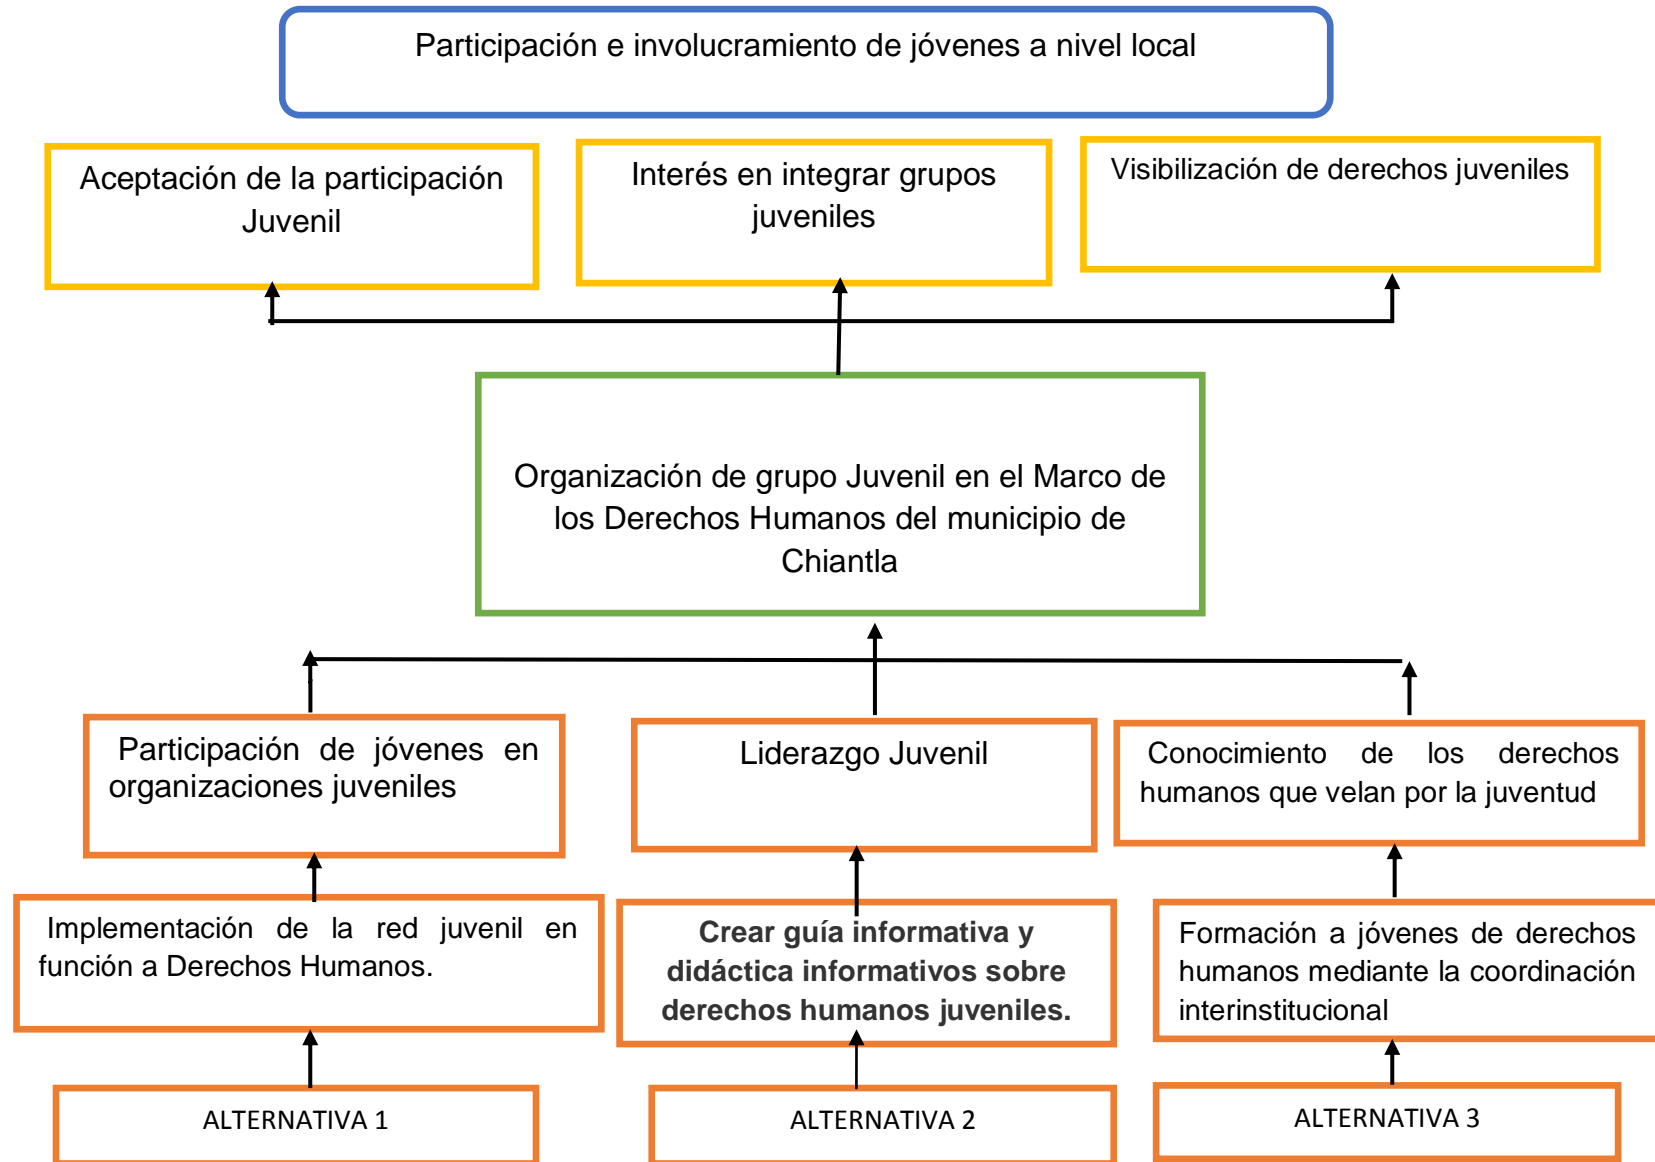 Participación e involucramiento de jóvenes a nivel local
Aceptación de la participación
Juvenil
Interés en integrar grupos
juveniles
Visibilización de derechos juveniles
Organización de grupo Juvenil en el Marco de
los Derechos Humanos del municipio de
Chiantla
Participación de jóvenes en
organizaciones juveniles
Liderazgo Juvenil
Conocimiento de los derechos
humanos que velan por la juventud
Implementación de la red juvenil en
función a Derechos Humanos.
Crear guía informativa y
didáctica informativos sobre
derechos humanos juveniles.
Formación a jóvenes de derechos
humanos mediante la coordinación
interinstitucional
ALTERNATIVA 1
ALTERNATIVA 2
ALTERNATIVA 3